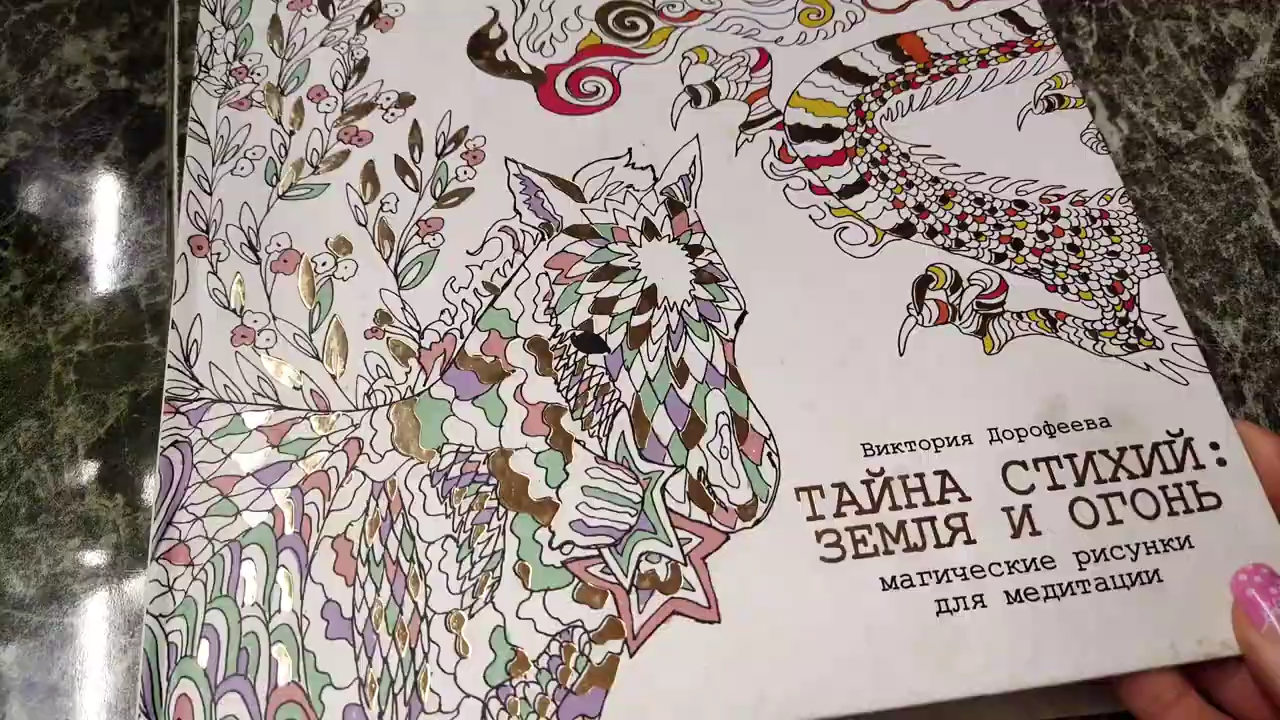 Виктория Дорофеева
ТАЙНА СТИХИЙ:
ЗЕМЛЯ И ОГОНЬ
магические рисунки
для медитации